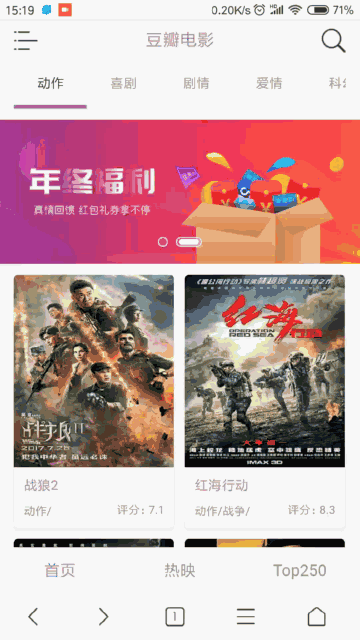 15:19 0.20K/s HD 71%
豆瓣电影
动作 喜剧 剧情 爱情 科幻
年终福利
真情回馈 红包礼券拿不停
战狼II
2017.7.28
红海行动
OPERATION
RED SEA
IMAX 3D
战狼2
动作/ 评分：7.1
红海行动
动作/战争/ 评分：8.3
首页 热映 Top250
1